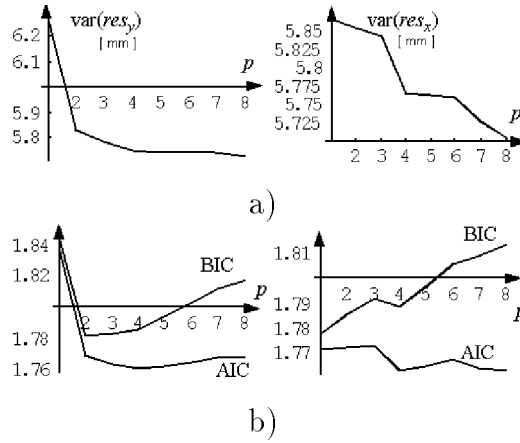 var(res_y)
[ mm ]
6.2
6.1
5.9
5.8
p
2 3 4 5 6 7 8
var(res_x)
[ mm ]
5.85
5.825
5.8
5.775
5.75
5.725
p
2 3 4 5 6 7 8
a)
1.84
1.82
1.78
1.76
BIC
AIC
p
2 3 4 5 6 7 8
1.81
1.79
1.78
1.77
BIC
AIC
2 3 4 5 6 7 8
p
b)